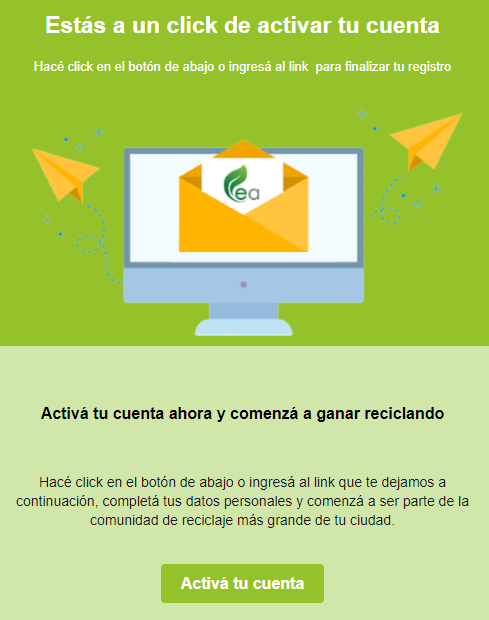 Estás a un click de activar tu cuenta
Hacé click en el botón de abajo o ingresá al link para finalizar tu registro
ea
Activá tu cuenta ahora y comenzá a ganar reciclando
Hacé click en el botón de abajo o ingresá al link que te dejamos a
continuación, completá tus datos personales y comenzá a ser parte de la
comunidad de reciclaje más grande de tu ciudad.
Activá tu cuenta